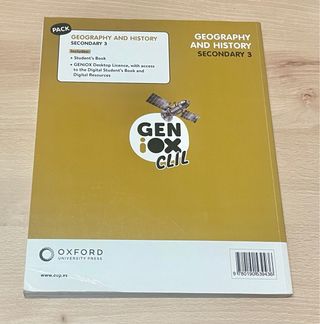 PACK
GEOGRAPHY AND HISTORY
SECONDARY 3
Includes:
• Student's Book
• GENiOX Desktop Licence, with access
to the Digital Student's Book and
Digital Resources
GEOGRAPHY
AND HISTORY
SECONDARY 3
GEN
iOX
CLIL
OXFORD
UNIVERSITY PRESS
www.oup.es